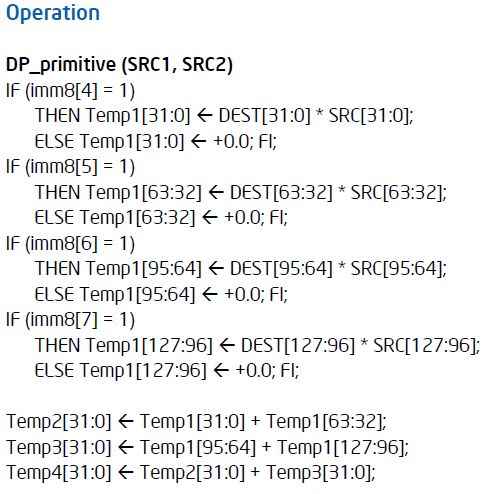 Operation
DP_primitive (SRC1, SRC2)
IF (imm8[4] = 1)
THEN Temp1[31:0] ← DEST[31:0] * SRC[31:0];
ELSE Temp1[31:0] ← +0.0; FI;
IF (imm8[5] = 1)
THEN Temp1[63:32] ← DEST[63:32] * SRC[63:32];
ELSE Temp1[63:32] ← +0.0; FI;
IF (imm8[6] = 1)
THEN Temp1[95:64] ← DEST[95:64] * SRC[95:64];
ELSE Temp1[95:64] ← +0.0; FI;
IF (imm8[7] = 1)
THEN Temp1[127:96] ← DEST[127:96] * SRC[127:96];
ELSE Temp1[127:96] ← +0.0; FI;
Temp2[31:0] ← Temp1[31:0] + Temp1[63:32];
Temp3[31:0] ← Temp1[95:64] + Temp1[127:96];
Temp4[31:0] ← Temp2[31:0] + Temp3[31:0];